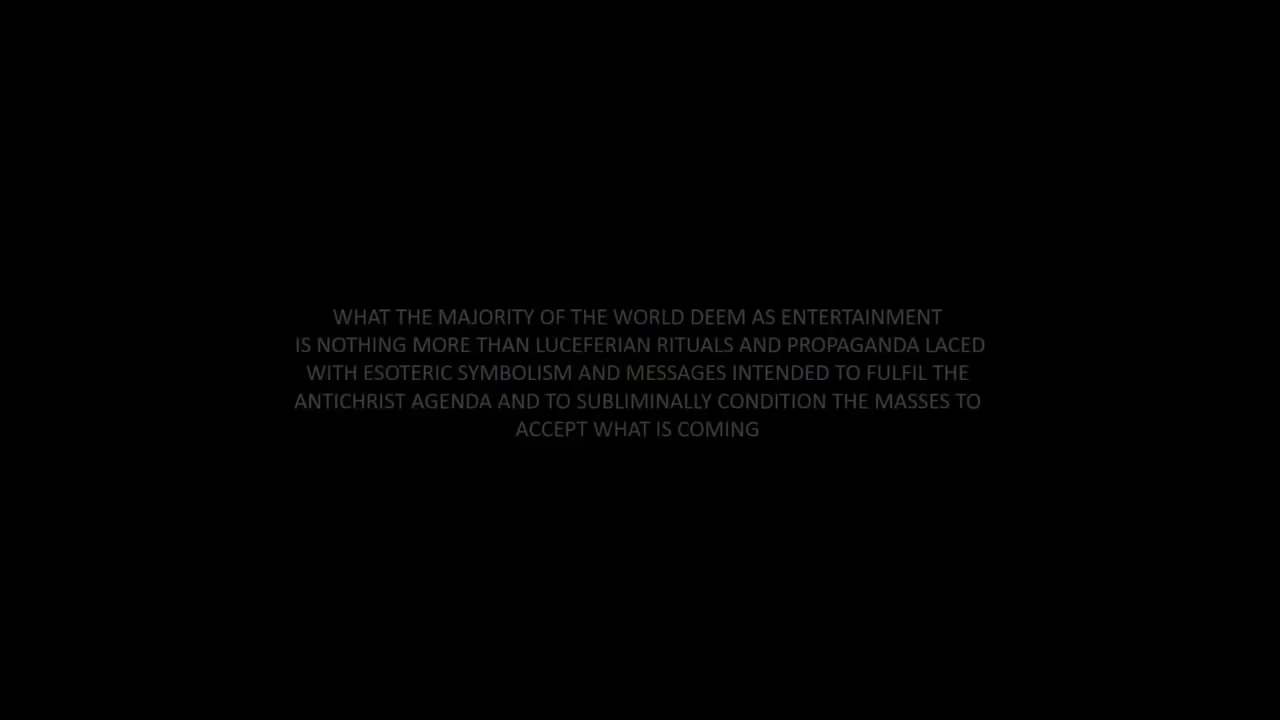 WHAT THE MAJORITY OF THE WORLD DEEM AS ENTERTAINMENT
IS NOTHING MORE THAN LUCEFERIAN RITUALS AND PROPAGANDA LACED
WITH ESOTERIC SYMBOLISM AND MESSAGES INTENDED TO FULFIL THE
ANTICHRIST AGENDA AND TO SUBLIMINALLY CONDITION THE MASSES TO
ACCEPT WHAT IS COMING